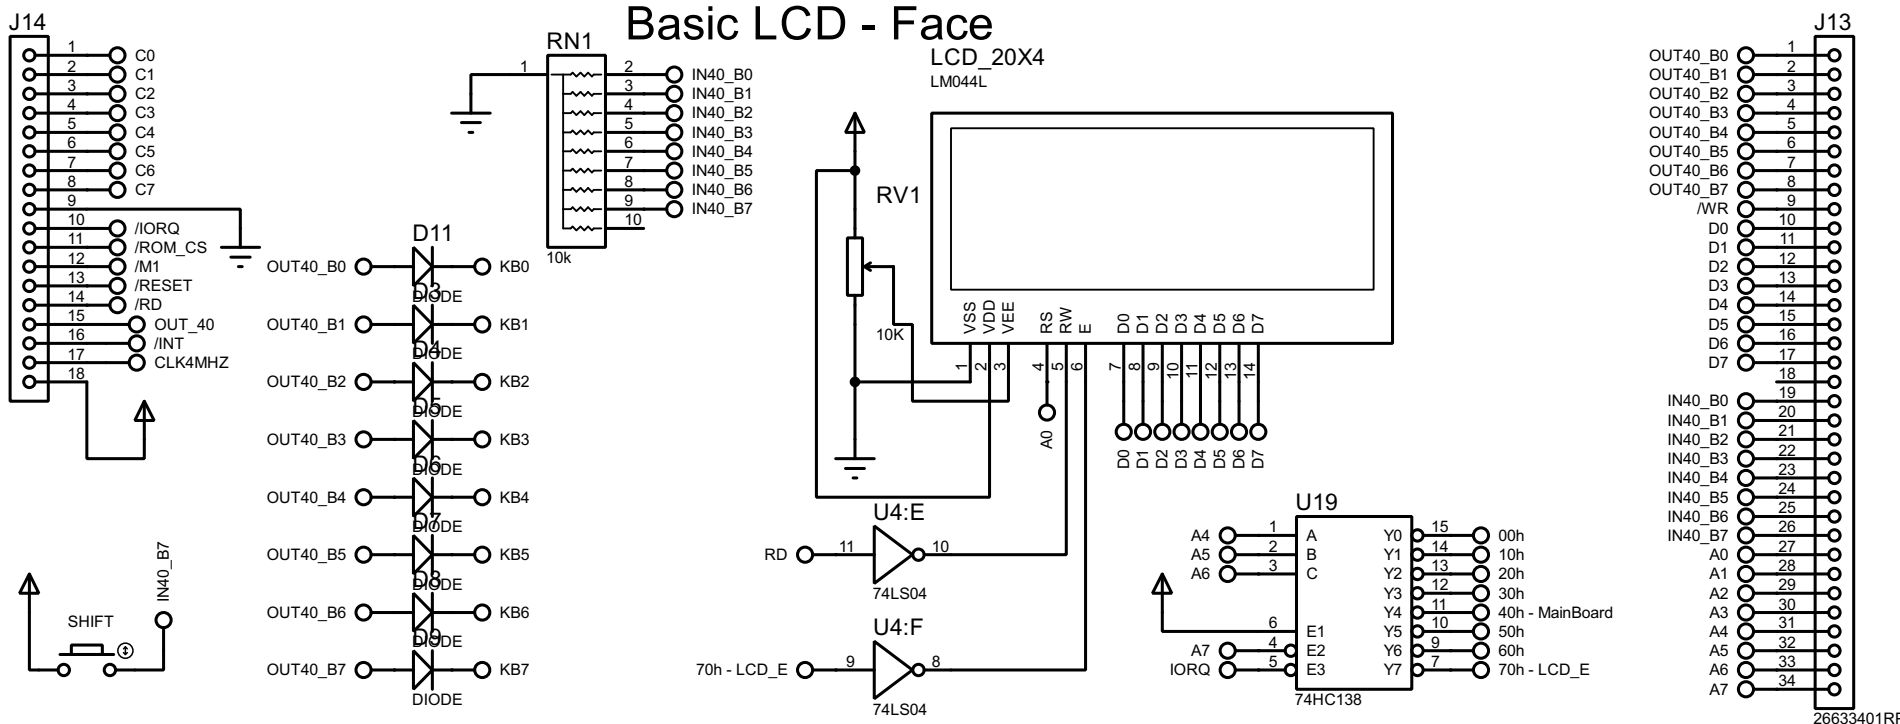 Basic LCD - Face
J14
1 C0
2 C1
3 C2
4 C3
5 C4
6 C5
7 C6
8 C7
9
10 /IORQ
11 /ROM_CS
12 /M1
13 /RESET
14 /RD
15 OUT_40
16 /INT
17 CLK4MHZ
18
RN1
1
2 IN40_B0
3 IN40_B1
4 IN40_B2
5 IN40_B3
6 IN40_B4
7 IN40_B5
8 IN40_B6
9 IN40_B7
10
10k
D11
OUT40_B0 KB0
DIODE
D3
OUT40_B1 KB1
DIODE
D4
OUT40_B2 KB2
DIODE
D5
OUT40_B3 KB3
DIODE
D6
OUT40_B4 KB4
DIODE
D7
OUT40_B5 KB5
DIODE
D8
OUT40_B6 KB6
DIODE
D9
OUT40_B7 KB7
DIODE
SHIFT
IN40_B7
LCD_20X4
LM044L
RV1
10K
VSS VDD VEE RS RW E D0 D1 D2 D3 D4 D5 D6 D7
1 2 3 4 5 6 7 8 9 10 11 12 13 14
A0 D0 D1 D2 D3 D4 D5 D6 D7
U4:E
RD 11 10
74LS04
U4:F
70h - LCD_E 9 8
74LS04
U19
A4 1 A Y0 15 00h
A5 2 B Y1 14 10h
A6 3 C Y2 13 20h
Y3 12 30h
Y4 11 40h - MainBoard
6 E1 Y5 10 50h
A7 4 E2 Y6 9 60h
IORQ 5 E3 Y7 7 70h - LCD_E
74HC138
J13
OUT40_B0 1
OUT40_B1 2
OUT40_B2 3
OUT40_B3 4
OUT40_B4 5
OUT40_B5 6
OUT40_B6 7
OUT40_B7 8
/WR 9
D0 10
D1 11
D2 12
D3 13
D4 14
D5 15
D6 16
D7 17
18
IN40_B0 19
IN40_B1 20
IN40_B2 21
IN40_B3 22
IN40_B4 23
IN40_B5 24
IN40_B6 25
IN40_B7 26
A0 27
A1 28
A2 29
A3 30
A4 31
A5 32
A6 33
A7 34